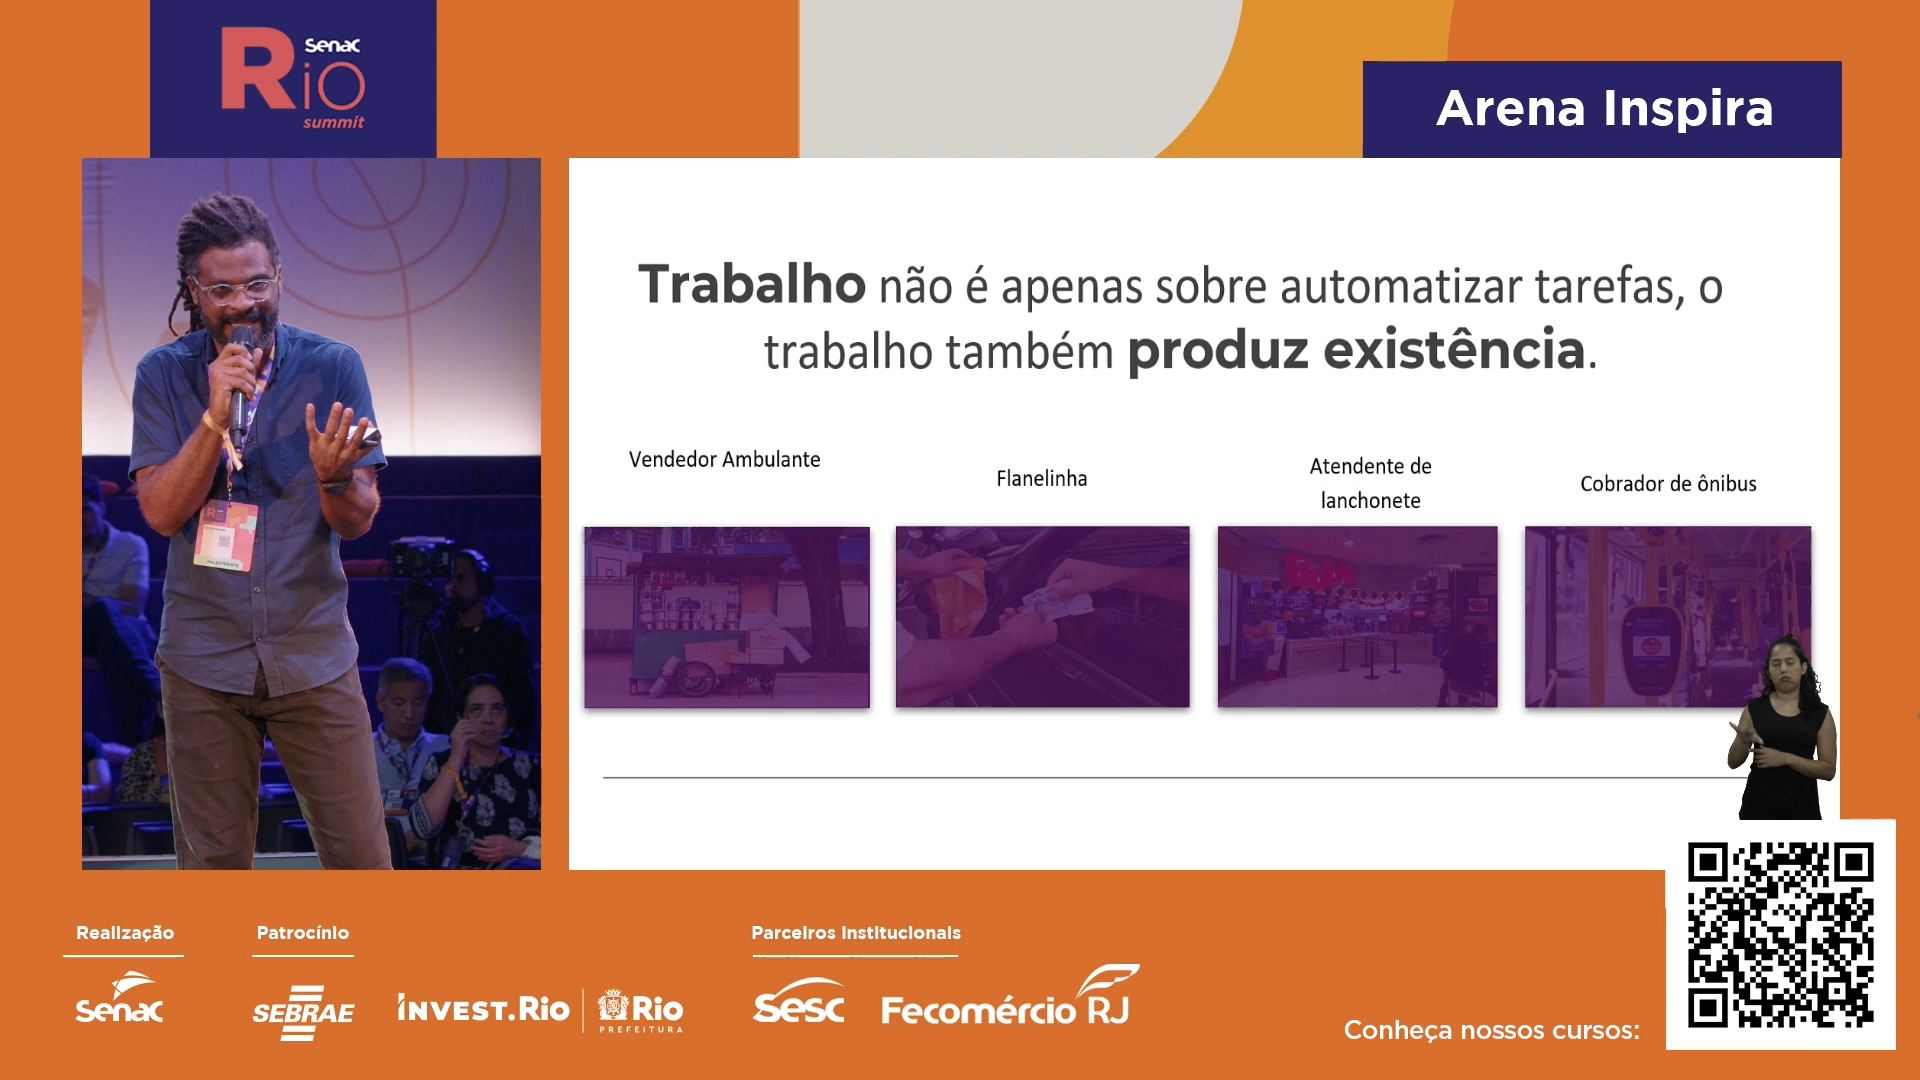 Senac
Rio
summit
Arena Inspira
Trabalho não é apenas sobre automatizar tarefas, o
trabalho também produz existência.
Vendedor Ambulante
Flanelinha
Atendente de
lanchonete
Cobrador de ônibus
Bob's
PALESTRANTE
Realização
Patrocínio
Parceiros Institucionais
Senac
SEBRAE
INVEST.Rio
Rio
PREFEITURA
Sesc
Fecomércio RJ
Conheça nossos cursos: